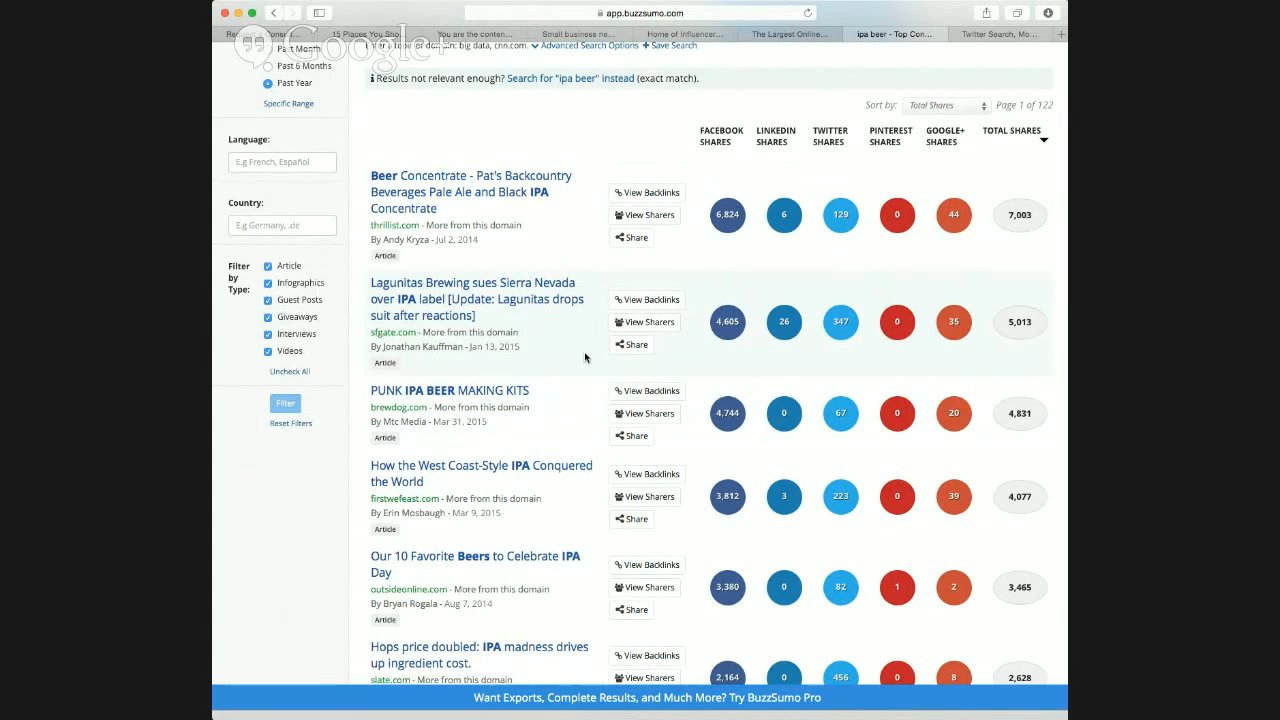 app.buzzsumo.com
15 Places You Sho...
You are the conten...
Small business ne...
Home of Influencer...
The Largest Online...
ipa beer - Top Con...
Twitter Search, Mo...
Google+
Enter a topic or domain: big data, cnn.com. Advanced Search Options + Save Search
Past Month
Past 6 Months
Past Year
Specific Range
Language:
E.g French, Español
Country:
E.g Germany, .de
Filter by Type:
Article
Infographics
Guest Posts
Giveaways
Interviews
Videos
Uncheck All
Filter
Reset Filters
Results not relevant enough? Search for "ipa beer" instead (exact match).
Sort by: Total Shares Page 1 of 122
FACEBOOK SHARES LINKEDIN SHARES TWITTER SHARES PINTEREST SHARES GOOGLE+ SHARES TOTAL SHARES
Beer Concentrate - Pat's Backcountry
Beverages Pale Ale and Black IPA
Concentrate
thrillist.com - More from this domain
By Andy Kryza - Jul 2, 2014
Article
View Backlinks
View Sharers
Share
6,824 6 129 0 44 7,003
Lagunitas Brewing sues Sierra Nevada
over IPA label [Update: Lagunitas drops
suit after reactions]
sfgate.com - More from this domain
By Jonathan Kauffman - Jan 13, 2015
Article
View Backlinks
View Sharers
Share
4,605 26 347 0 35 5,013
PUNK IPA BEER MAKING KITS
brewdog.com - More from this domain
By Mtc Media - Mar 31, 2015
Article
View Backlinks
View Sharers
Share
4,744 0 67 0 20 4,831
How the West Coast-Style IPA Conquered
the World
firstwefeast.com - More from this domain
By Erin Mosbaugh - Mar 9, 2015
Article
View Backlinks
View Sharers
Share
3,812 3 223 0 39 4,077
Our 10 Favorite Beers to Celebrate IPA
Day
outsideonline.com - More from this domain
By Bryan Rogala - Aug 7, 2014
Article
View Backlinks
View Sharers
Share
3,380 0 82 1 2 3,465
Hops price doubled: IPA madness drives
up ingredient cost.
slate.com - More from this domain
View Backlinks
View Sharers
2,164 0 456 0 8 2,628
Want Exports, Complete Results, and Much More? Try BuzzSumo Pro